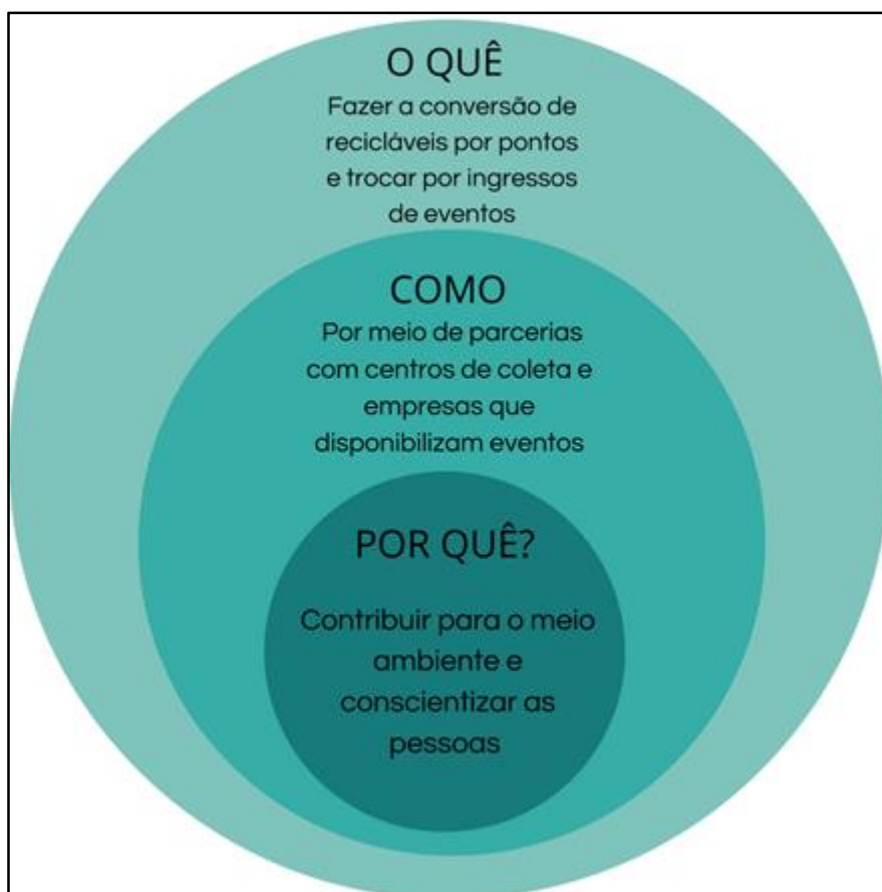 O QUÊ
Fazer a conversão de
recicláveis por pontos
e trocar por ingressos
de eventos
COMO
Por meio de parcerias
com centros de coleta e
empresas que
disponibilizam eventos
POR QUÊ?
Contribuir para o meio
ambiente e
conscientizar as
pessoas